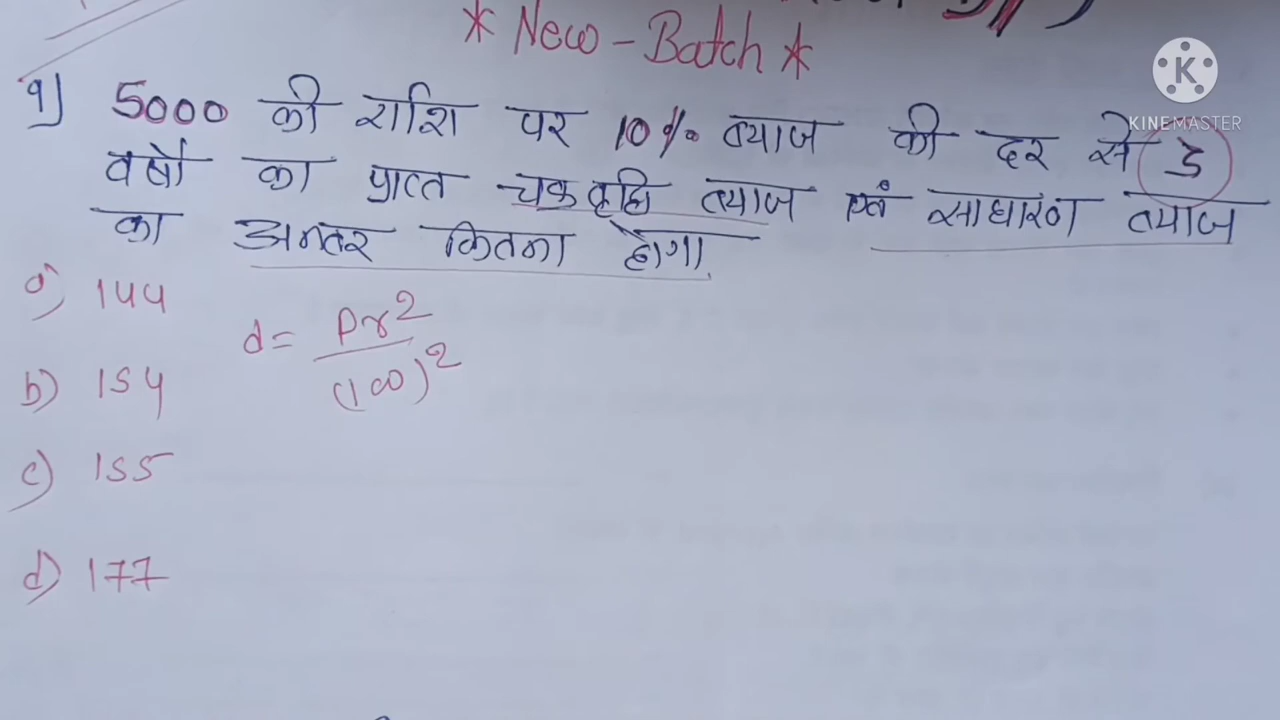 * New - Batch *
K
KINEMASTER
9) 5000 की राशि पर 10% ब्याज की दर से 3
वर्षों का प्राप्त चक्रवृद्धि ब्याज एवं साधारण ब्याज
का अन्तर कितना होगा
a) 144
d = Pr²
(100)²
b) 154
c) 155
d) 177